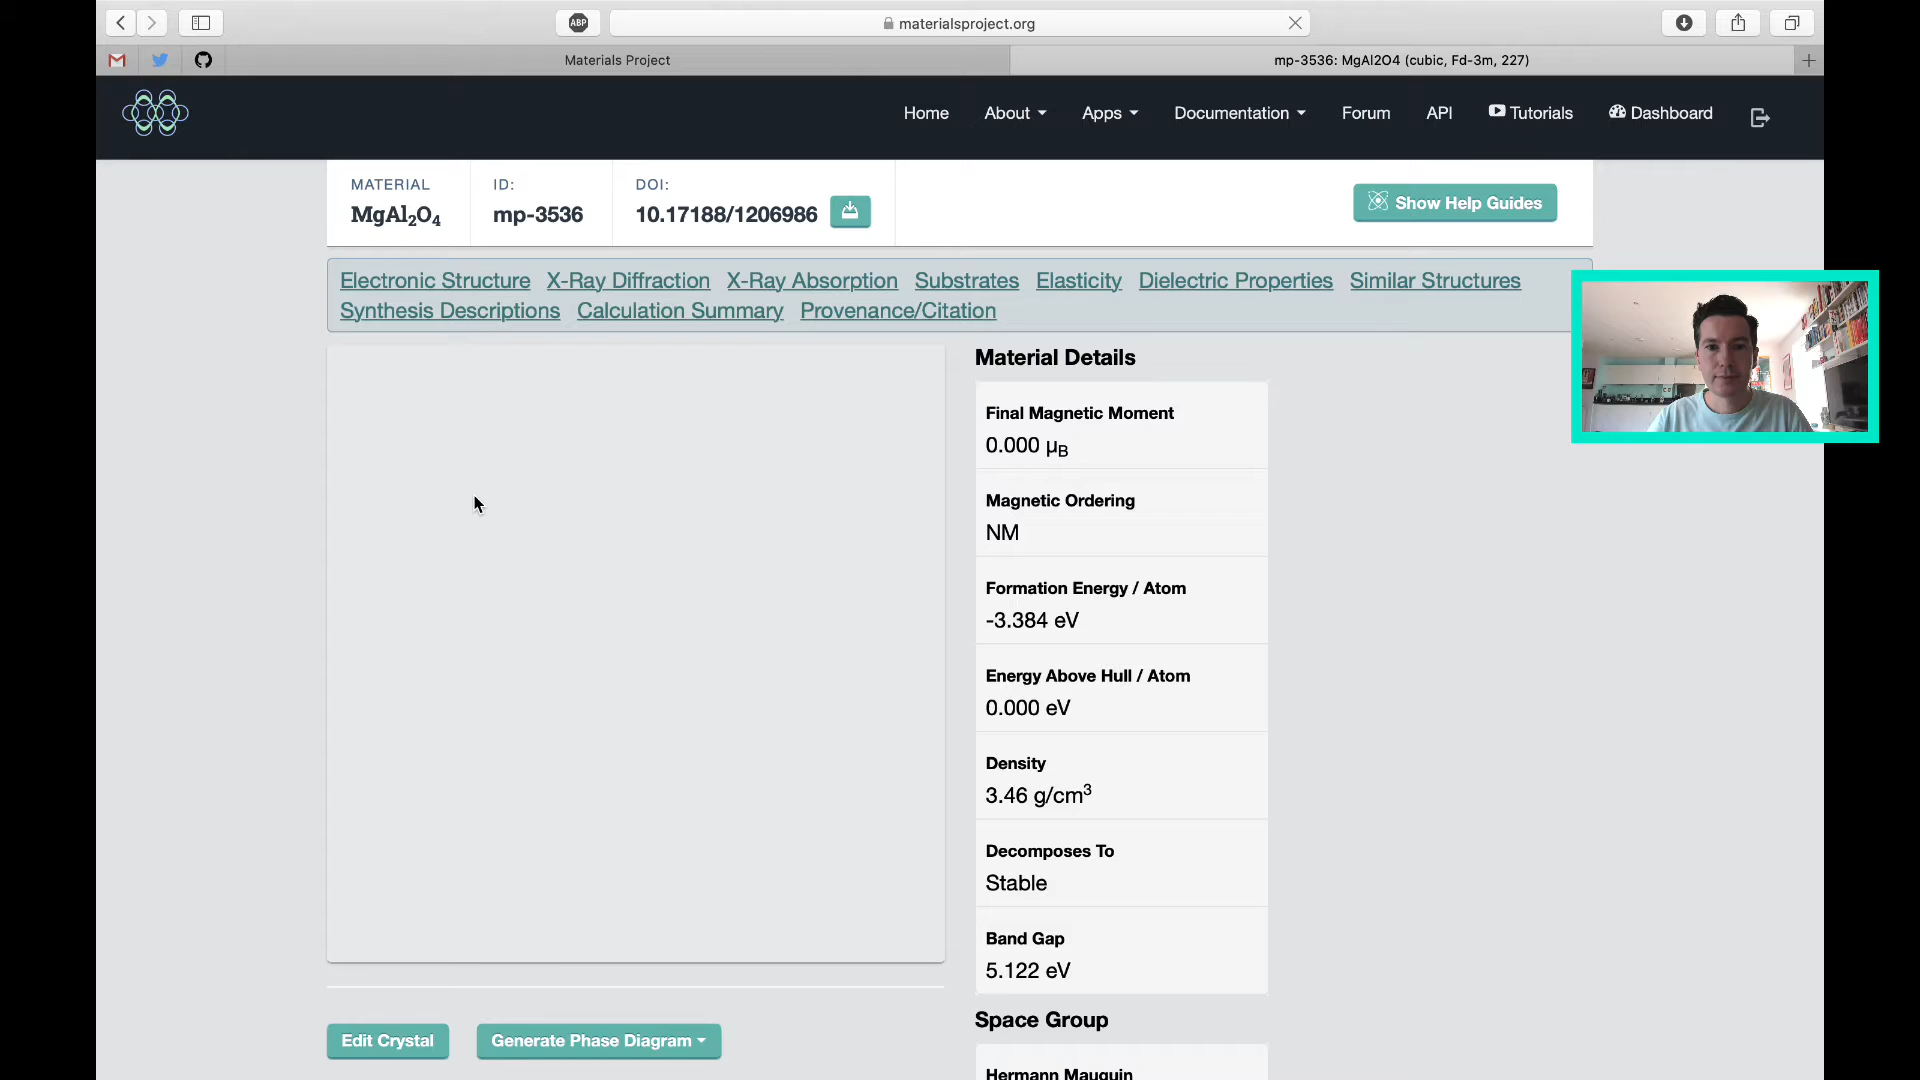 ABP
materialsproject.org
Materials Project
mp-3536: MgAl2O4 (cubic, Fd-3m, 227)
Home
About
Apps
Documentation
Forum
API
Tutorials
Dashboard
MATERIAL
MgAl₂O₄
ID:
mp-3536
DOI:
10.17188/1206986
Show Help Guides
Electronic Structure X-Ray Diffraction X-Ray Absorption Substrates Elasticity Dielectric Properties Similar Structures
Synthesis Descriptions Calculation Summary Provenance/Citation
Material Details
Final Magnetic Moment
0.000 μB
Magnetic Ordering
NM
Formation Energy / Atom
-3.384 eV
Energy Above Hull / Atom
0.000 eV
Density
3.46 g/cm³
Decomposes To
Stable
Band Gap
5.122 eV
Edit Crystal
Generate Phase Diagram
Space Group
Hermann Mauguin